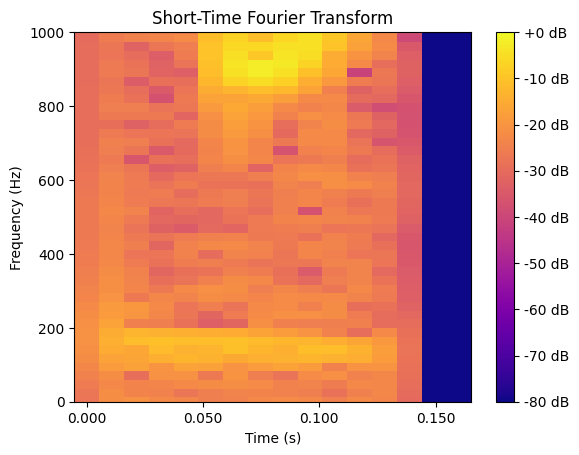 Short-Time Fourier Transform
1000
800
600
400
200
0
Frequency (Hz)
0.000
0.050
0.100
0.150
Time (s)
+0 dB
-10 dB
-20 dB
-30 dB
-40 dB
-50 dB
-60 dB
-70 dB
-80 dB